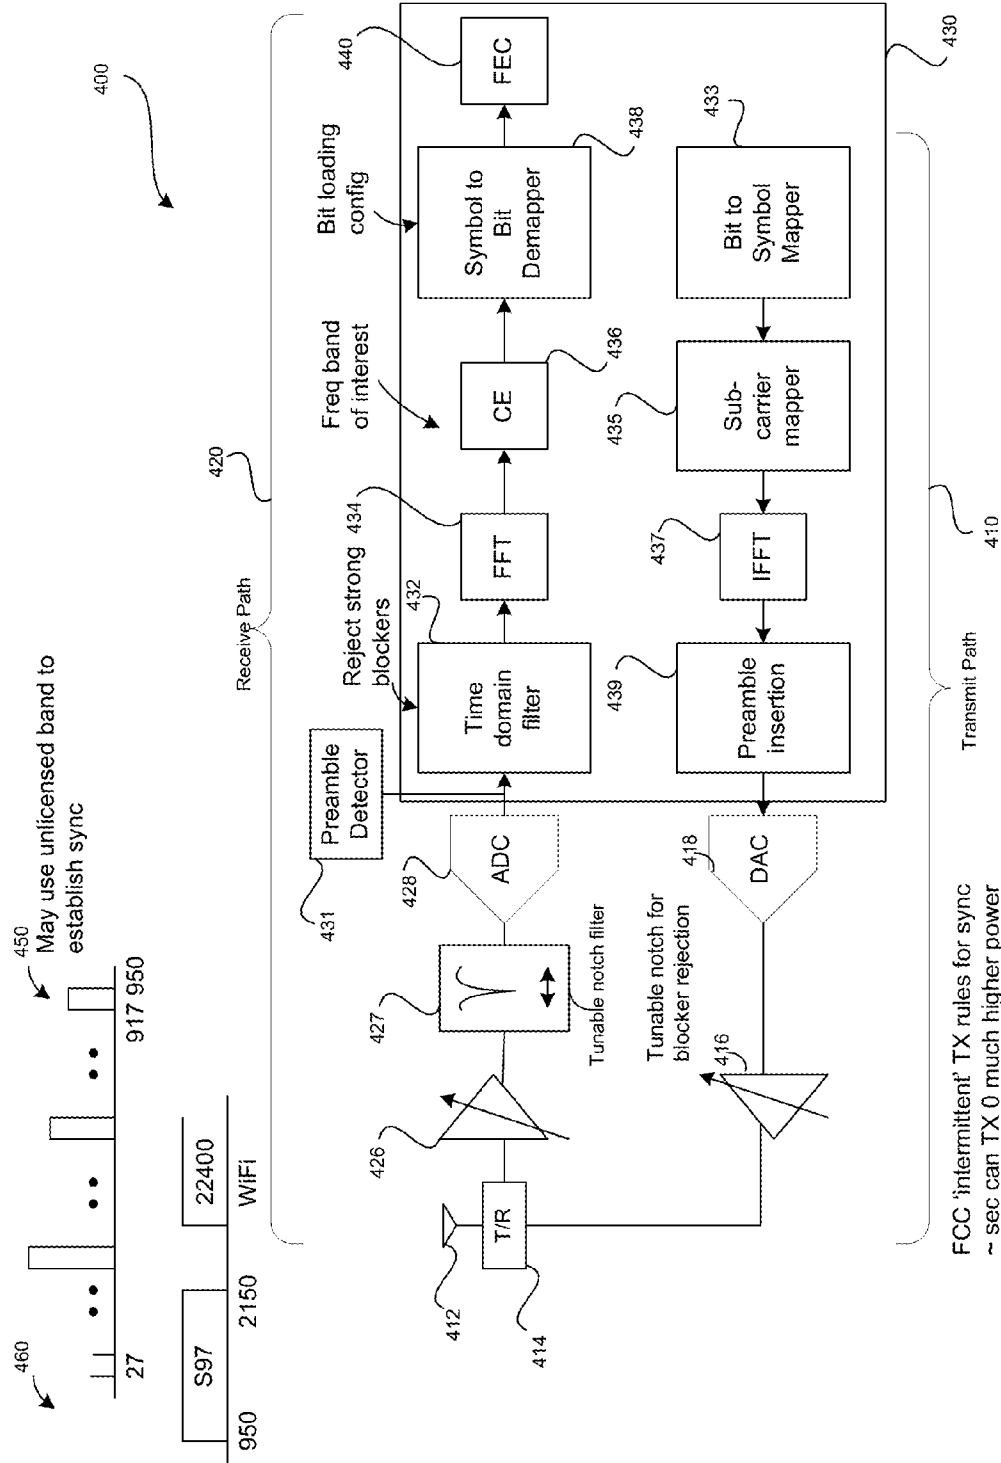 460
27
917 950
450
May use unlicensed band to
establish sync
400
S97
22400
950
2150
WiFi
Receive Path
420
412
T/R
414
426
427
Tunable notch filter
ADC
428
Preamble
Detector
431
Reject strong
blockers
Time
domain
filter
432
FFT
434
Freq band
of interest
CE
436
Bit loading
config
Symbol to
Bit
Demapper
438
FEC
440
Tunable notch for
blocker rejection
416
DAC
418
Preamble
insertion
439
IFFT
437
Sub-
carrier
mapper
435
Bit to
Symbol
Mapper
433
430
Transmit Path
410
FCC 'intermittent' TX rules for sync
~ sec can TX 0 much higher power